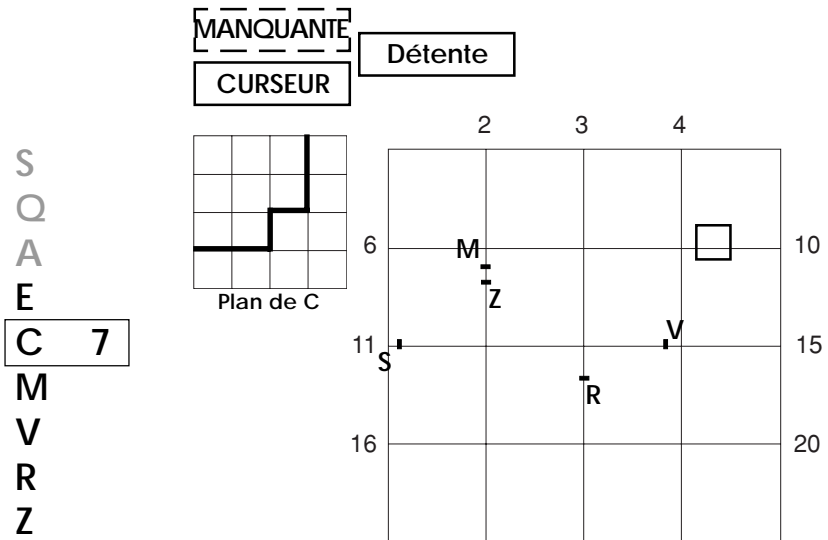 MANQUANTE
Détente
CURSEUR
2 3 4
S
Q
A
E
C 7
M
V
R
Z
Plan de C
6 10
M
Z
V
11 15
S
R
16 20